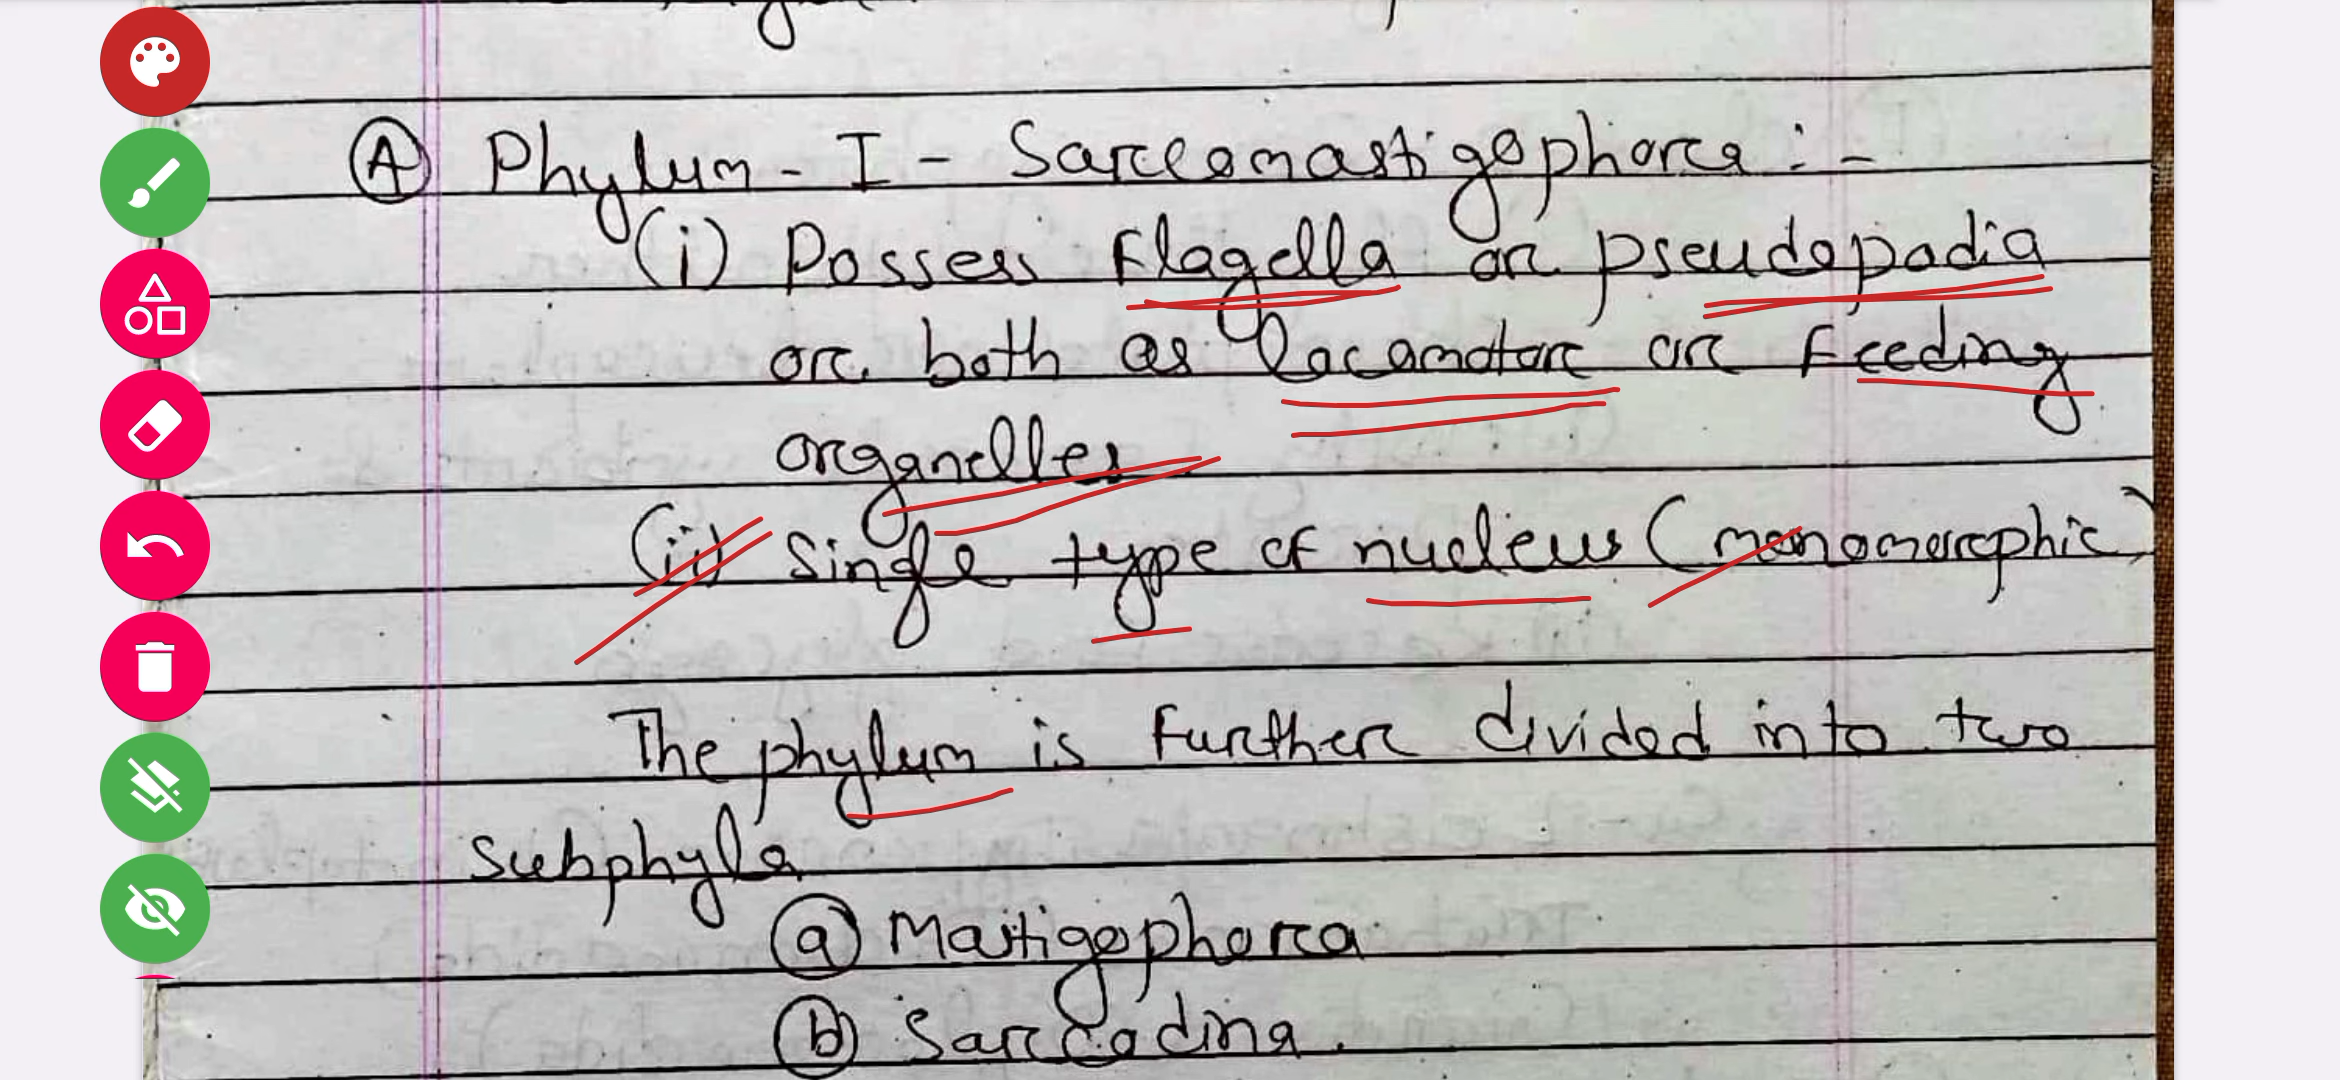 Ⓐ Phylum - I - Sarcomastigophora : -
(i) Possess flagella or pseudopodia
or both as locomotor or feeding
organelles
(ii) Single type of nucleus (monomorphic)
The phylum is further divided into two
subphyla
ⓐ Mastigophora
ⓑ Sarcodina.